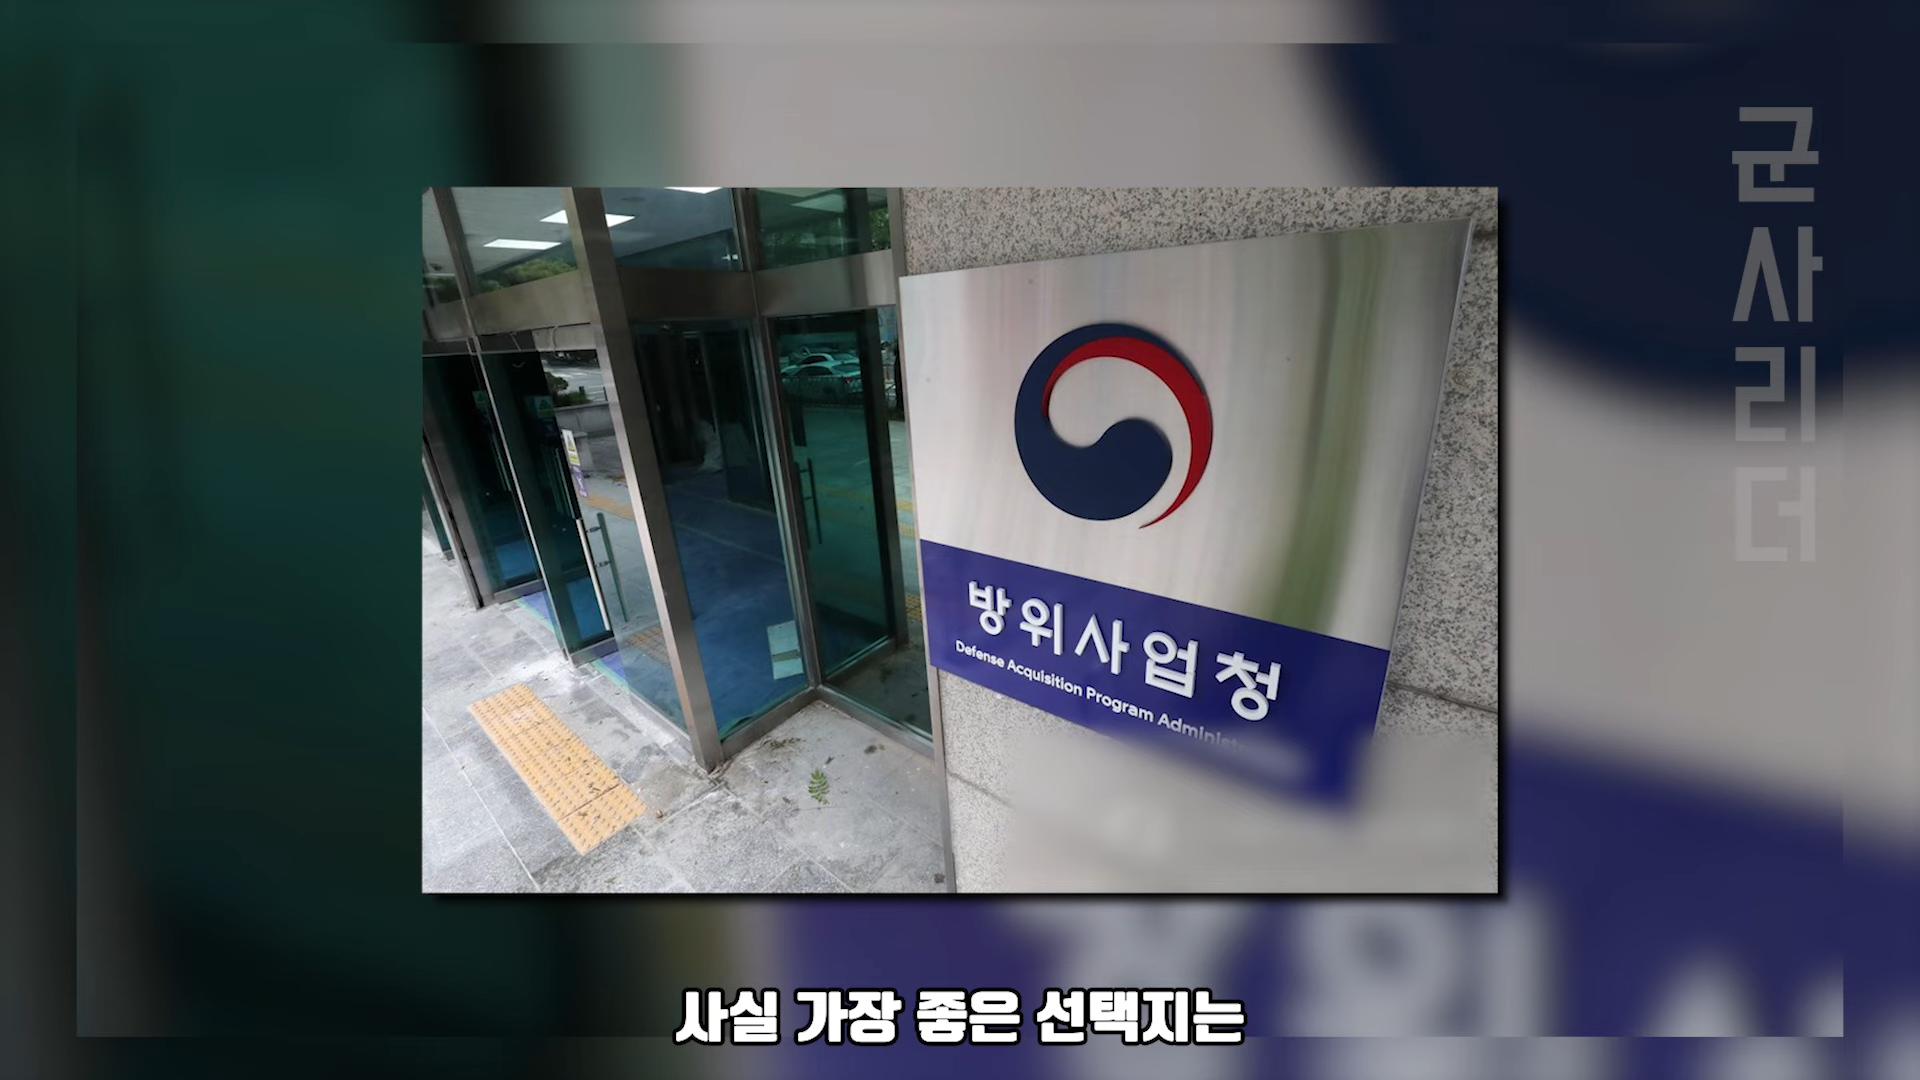 군사리더
방위사업청
Defense Acquisition Program
사실 가장 좋은 선택지는